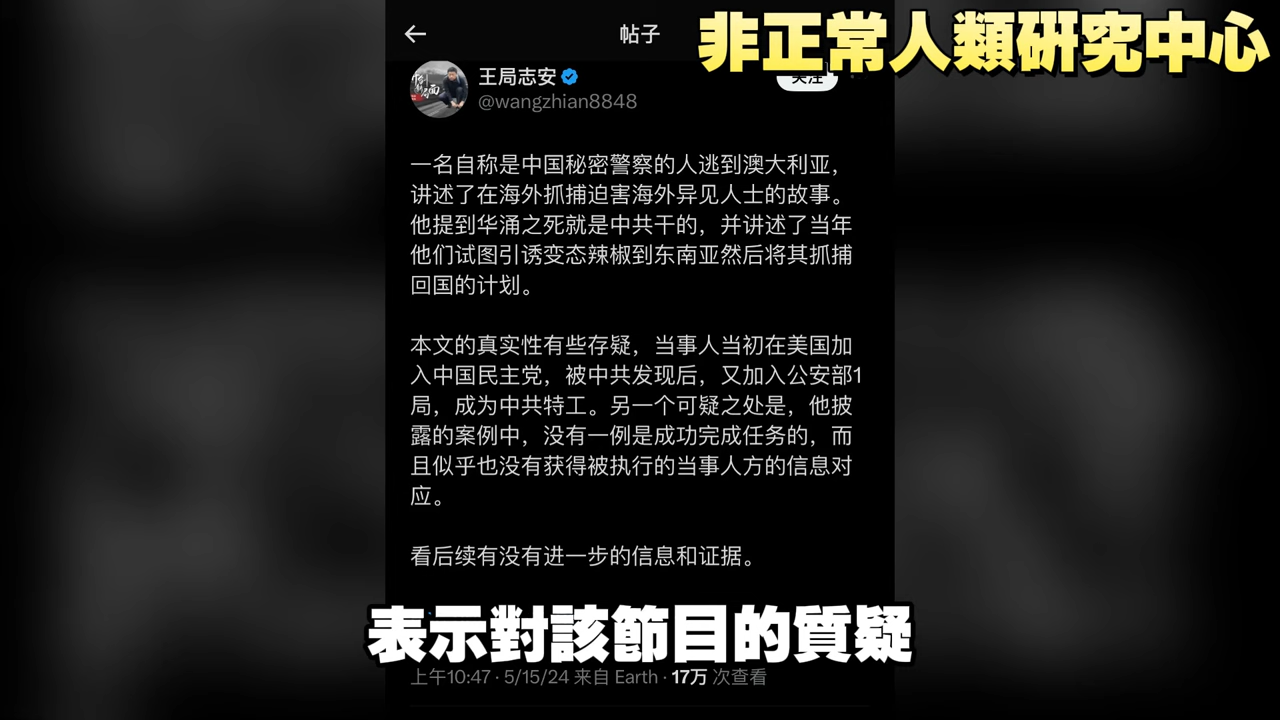 帖子
非正常人類研究中心
王局志安
@wangzhian8848
关注
一名自称是中国秘密警察的人逃到澳大利亚，
讲述了在海外抓捕迫害海外异见人士的故事。
他提到华涌之死就是中共干的，并讲述了当年
他们试图引诱变态辣椒到东南亚然后将其抓捕
回国的计划。
本文的真实性有些存疑，当事人当初在美国加
入中国民主党，被中共发现后，又加入公安部1
局，成为中共特工。另一个可疑之处是，他披
露的案例中，没有一例是成功完成任务的，而
且似乎也没有获得被执行的当事人方的信息对
应。
看后续有没有进一步的信息和证据。
表示對該節目的質疑
上午10:47 · 5/15/24 来自 Earth · 17万 次查看